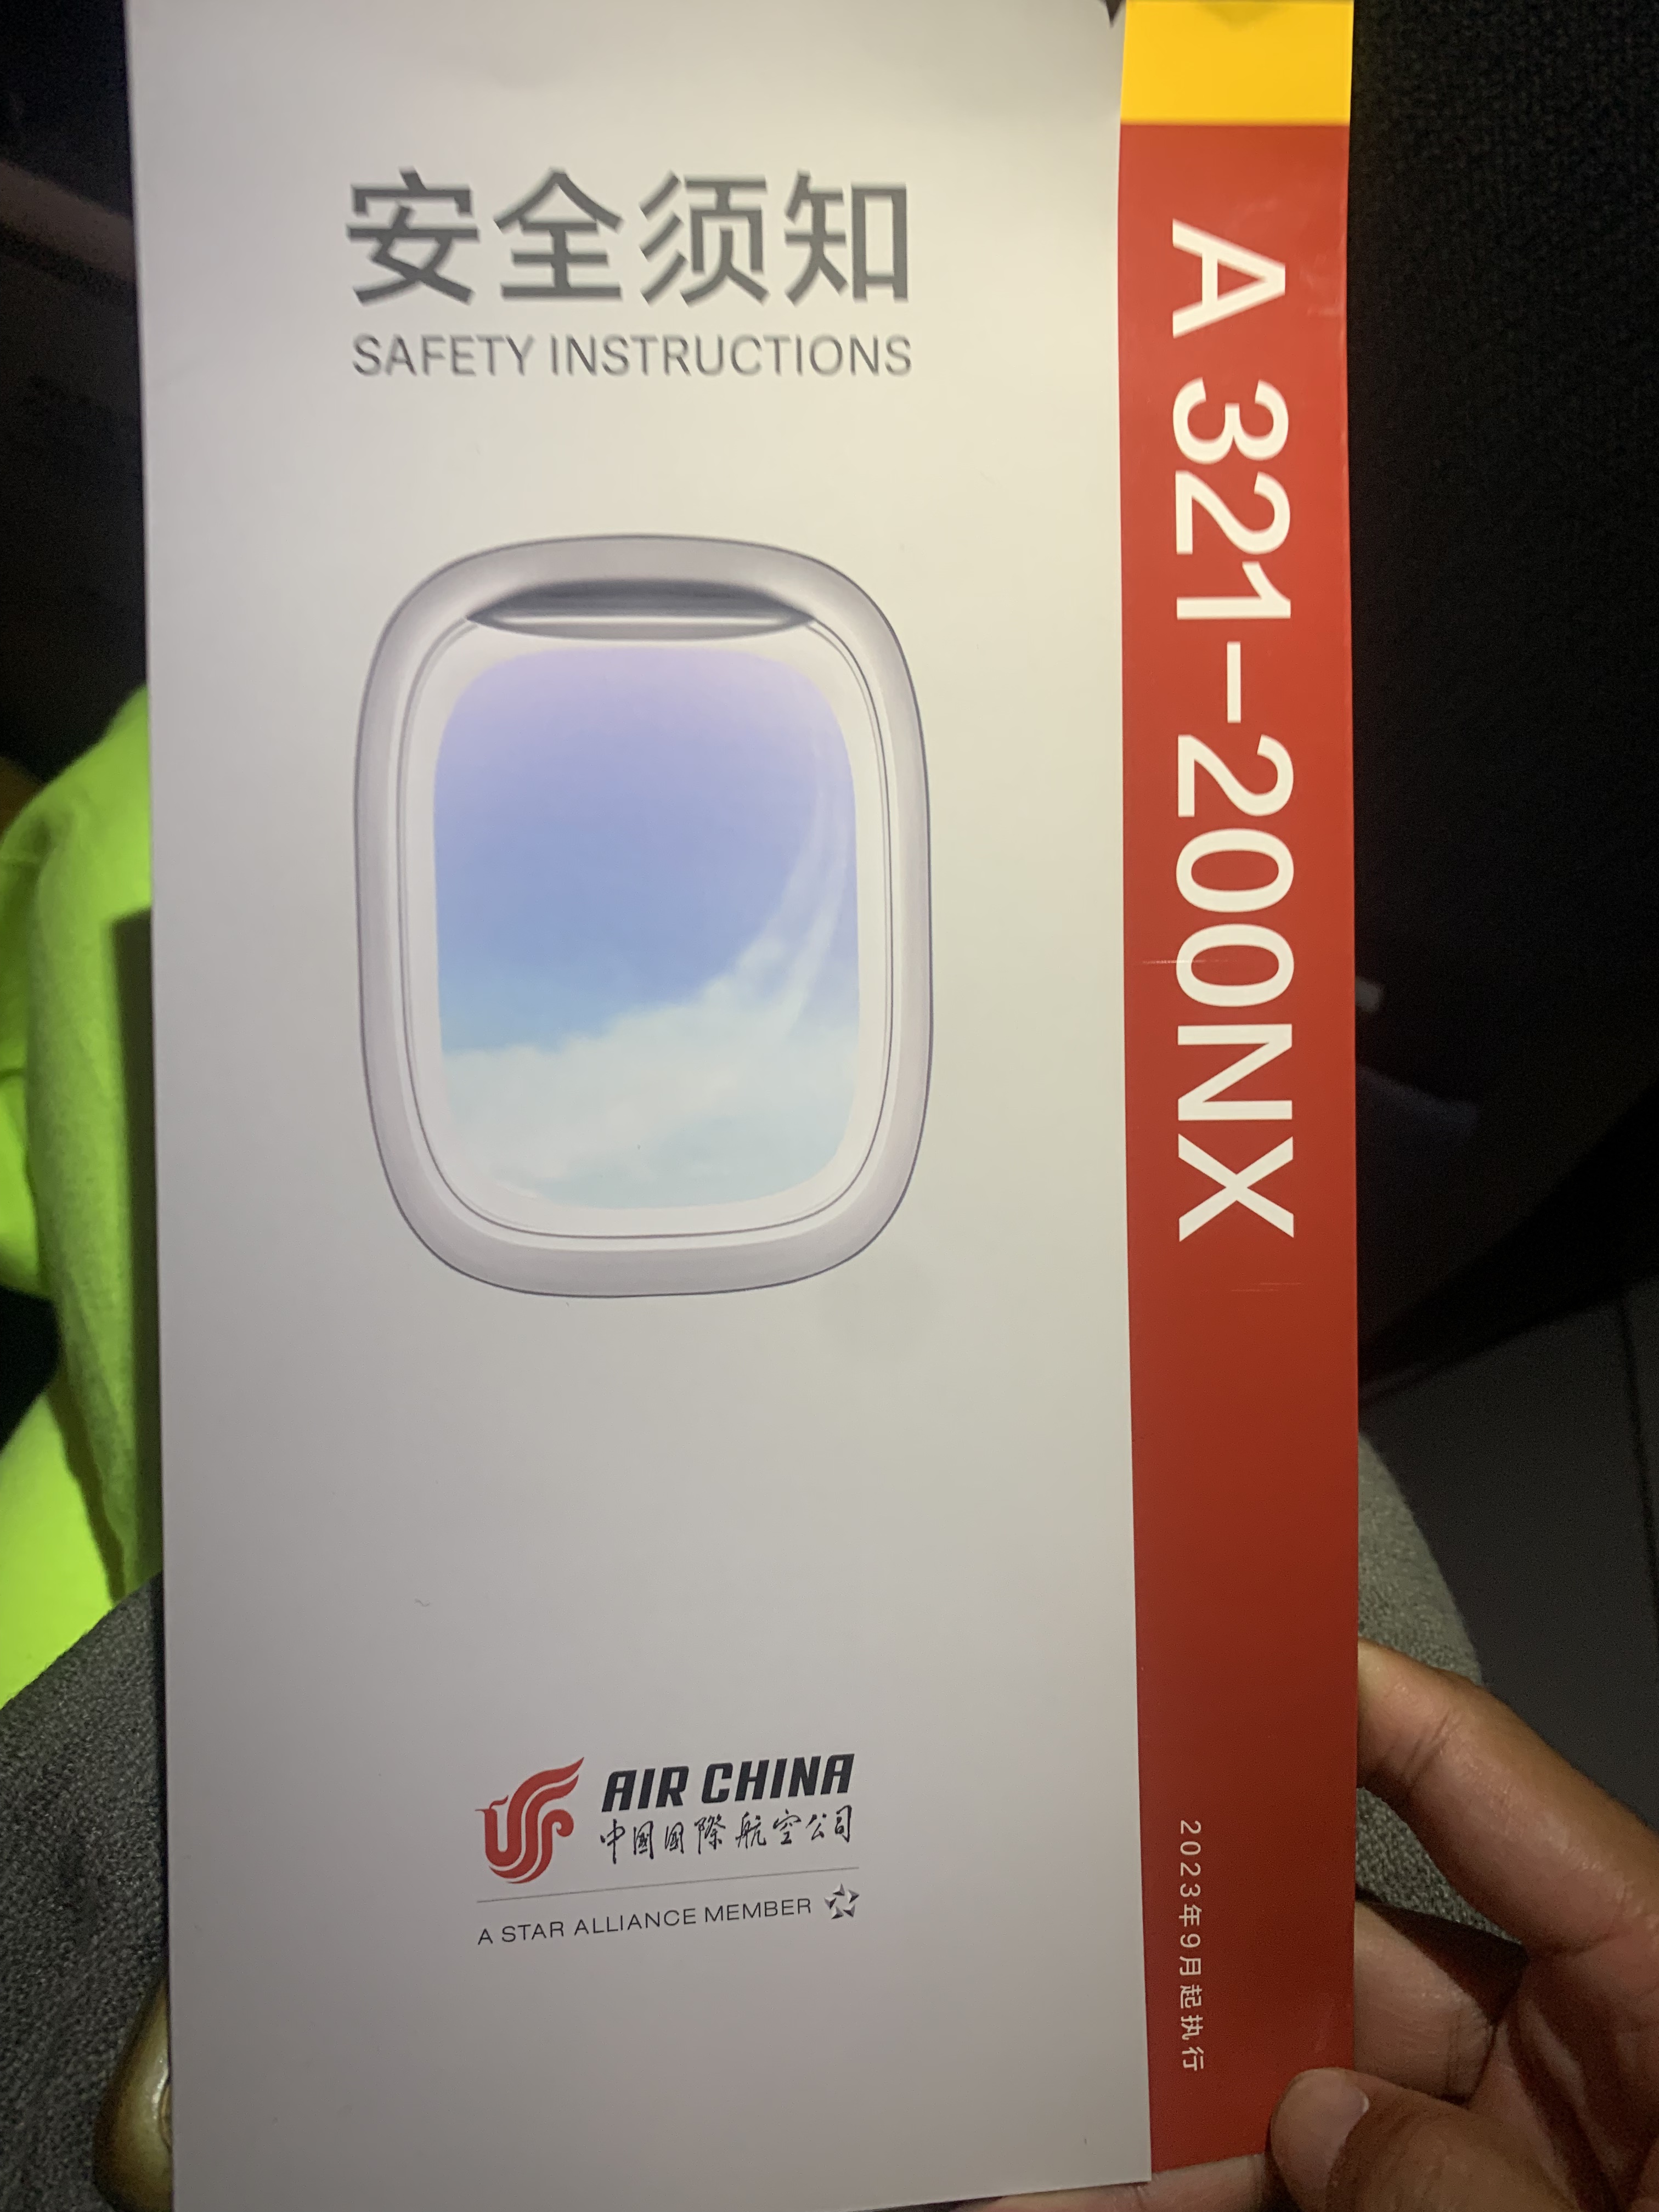 安全须知
SAFETY INSTRUCTIONS
A 321-200NX
AIR CHINA
中国国際航空公司
A STAR ALLIANCE MEMBER
2023年9月起执行